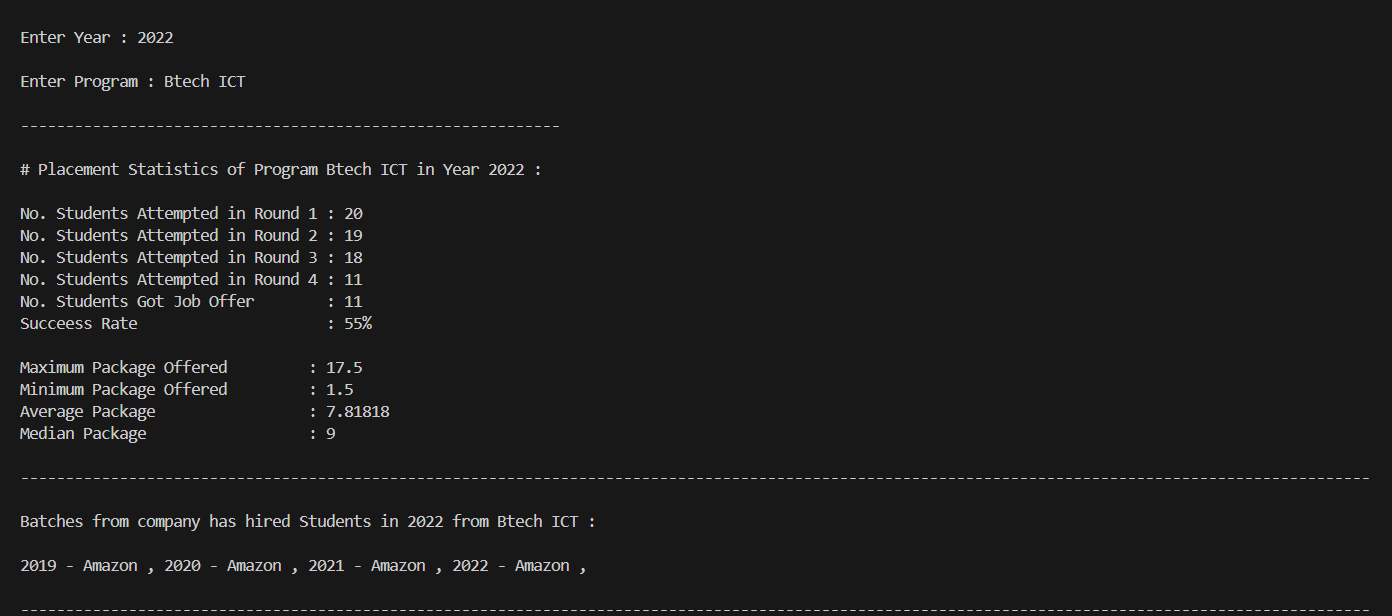 Enter Year : 2022
Enter Program : Btech ICT
------------------------------------------------------------
# Placement Statistics of Program Btech ICT in Year 2022 :
No. Students Attempted in Round 1 : 20
No. Students Attempted in Round 2 : 19
No. Students Attempted in Round 3 : 18
No. Students Attempted in Round 4 : 11
No. Students Got Job Offer        : 11
Succeess Rate                     : 55%
Maximum Package Offered         : 17.5
Minimum Package Offered         : 1.5
Average Package                 : 7.81818
Median Package                  : 9
------------------------------------------------------------------------------------------------------------------------------------------------------
Batches from company has hired Students in 2022 from Btech ICT :
2019 - Amazon , 2020 - Amazon , 2021 - Amazon , 2022 - Amazon ,
------------------------------------------------------------------------------------------------------------------------------------------------------